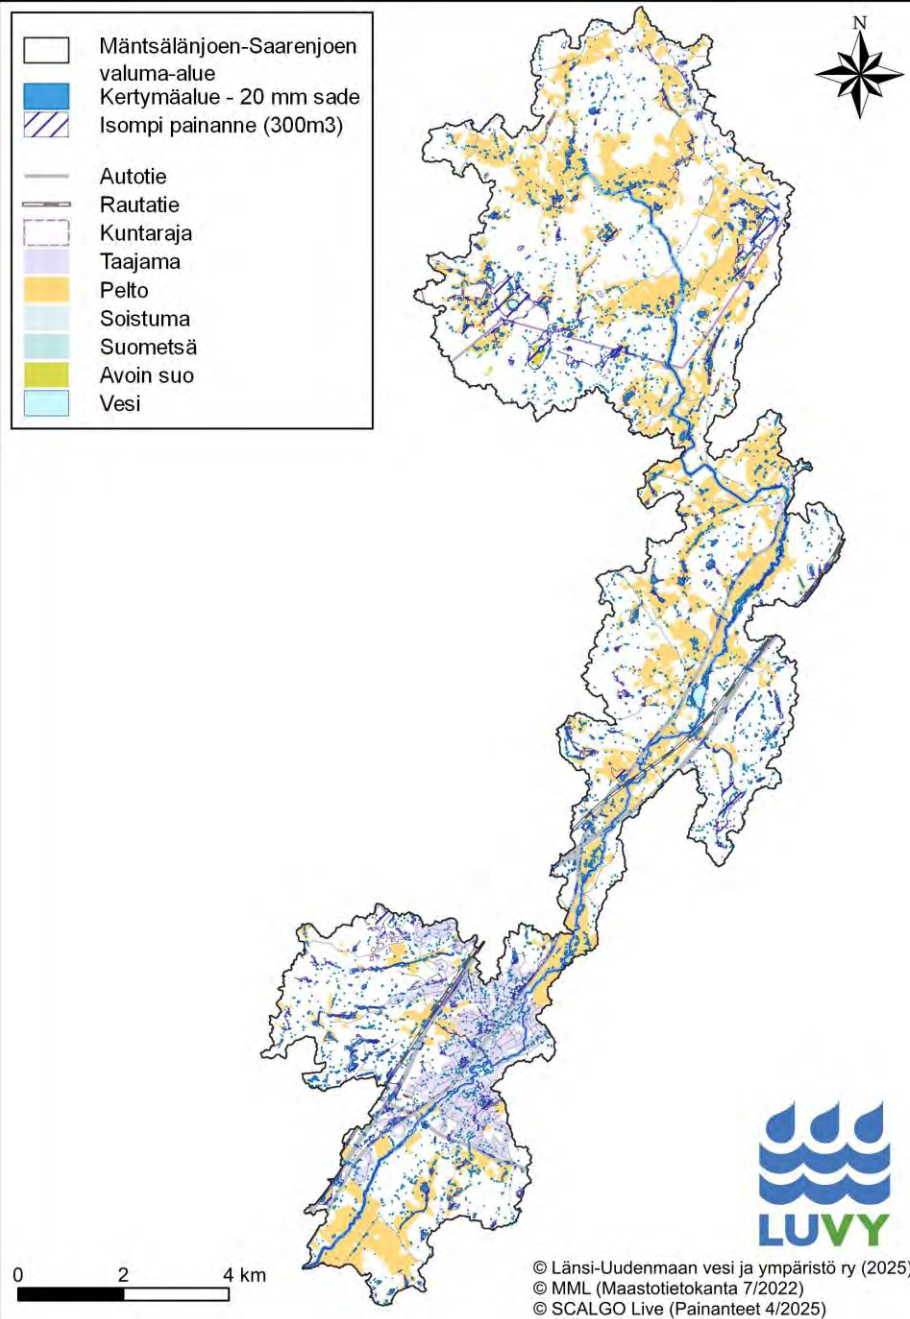 Mäntsälänjoen-Saarenjoen
valuma-alue
Kertymäalue - 20 mm sade
Isompi painanne (300m3)
Autotie
Rautatie
Kuntaraja
Taajama
Pelto
Soistuma
Suometsä
Avoin suo
Vesi
N
LUVY
0 2 4 km
© Länsi-Uudenmaan vesi ja ympäristö ry (2025)
© MML (Maastotietokanta 7/2022)
© SCALGO Live (Painanteet 4/2025)